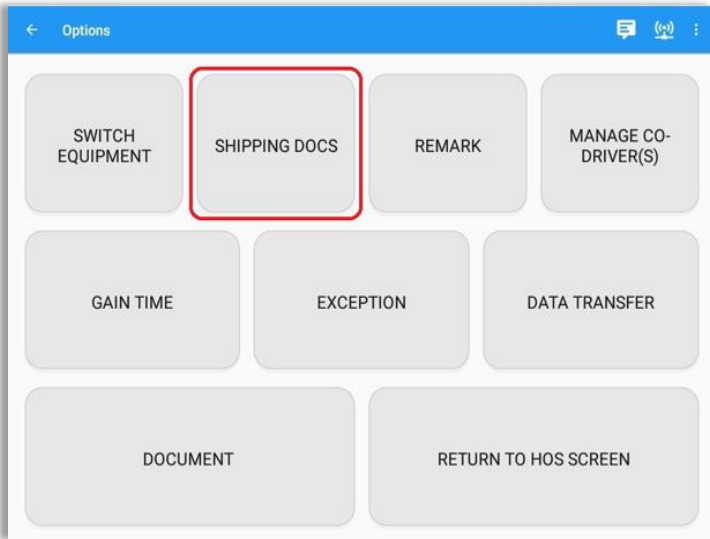 Options
SWITCH
EQUIPMENT
SHIPPING DOCS
REMARK
MANAGE CO-
DRIVER(S)
GAIN TIME
EXCEPTION
DATA TRANSFER
DOCUMENT
RETURN TO HOS SCREEN